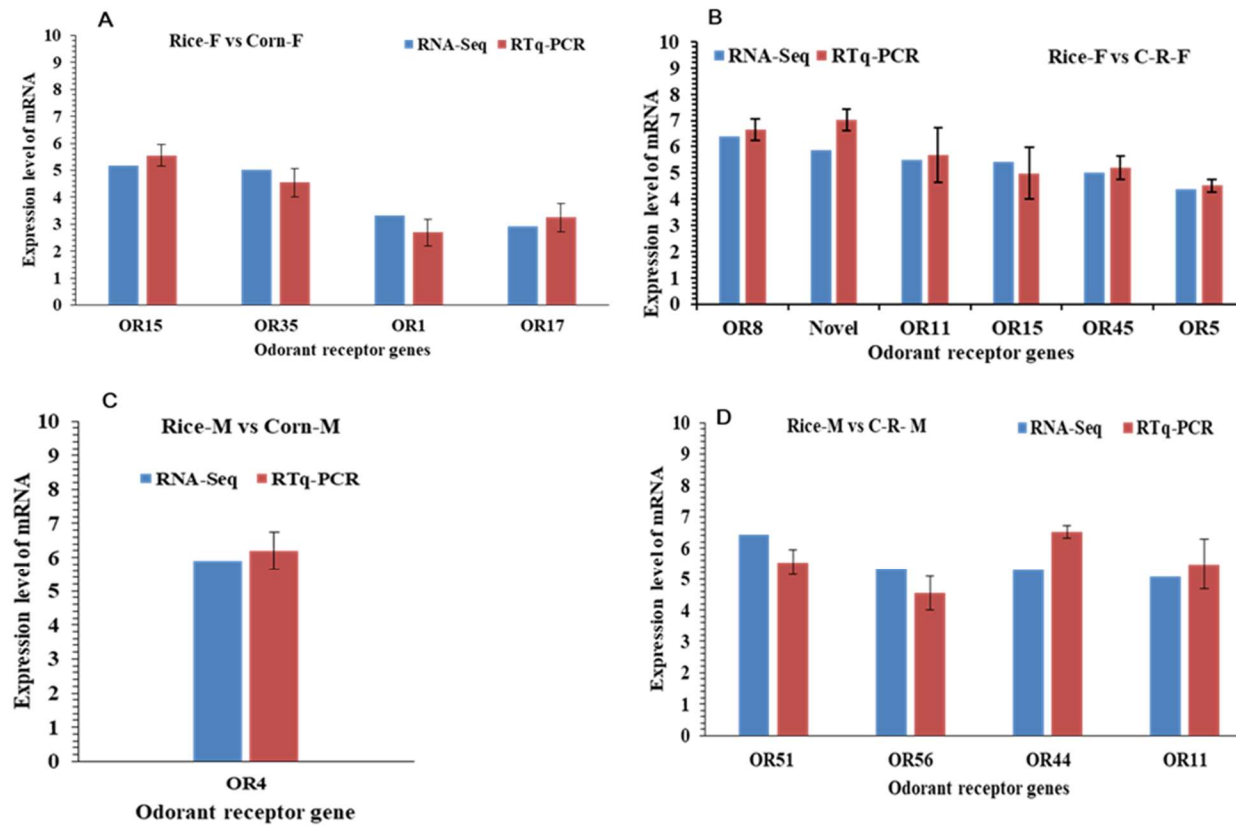 A
Rice-F vs Corn-F
RNA-Seq RTq-PCR
Expression level of mRNA
10
9
8
7
6
5
4
3
2
1
0
OR15 OR35 OR1 OR17
Odorant receptor genes
B
RNA-Seq RTq-PCR
Rice-F vs C-R-F
Expression level of mRNA
10
9
8
7
6
5
4
3
2
1
0
OR8 Novel OR11 OR15 OR45 OR5
Odorant receptor genes
C
Rice-M vs Corn-M
RNA-Seq RTq-PCR
Expression level of mRNA
10
9
8
7
6
5
4
3
2
1
0
OR4
Odorant receptor gene
D
Rice-M vs C-R- M
RNA-Seq RTq-PCR
Expression level of mRNA
10
9
8
7
6
5
4
3
2
1
0
OR51 OR56 OR44 OR11
Odorant receptor genes